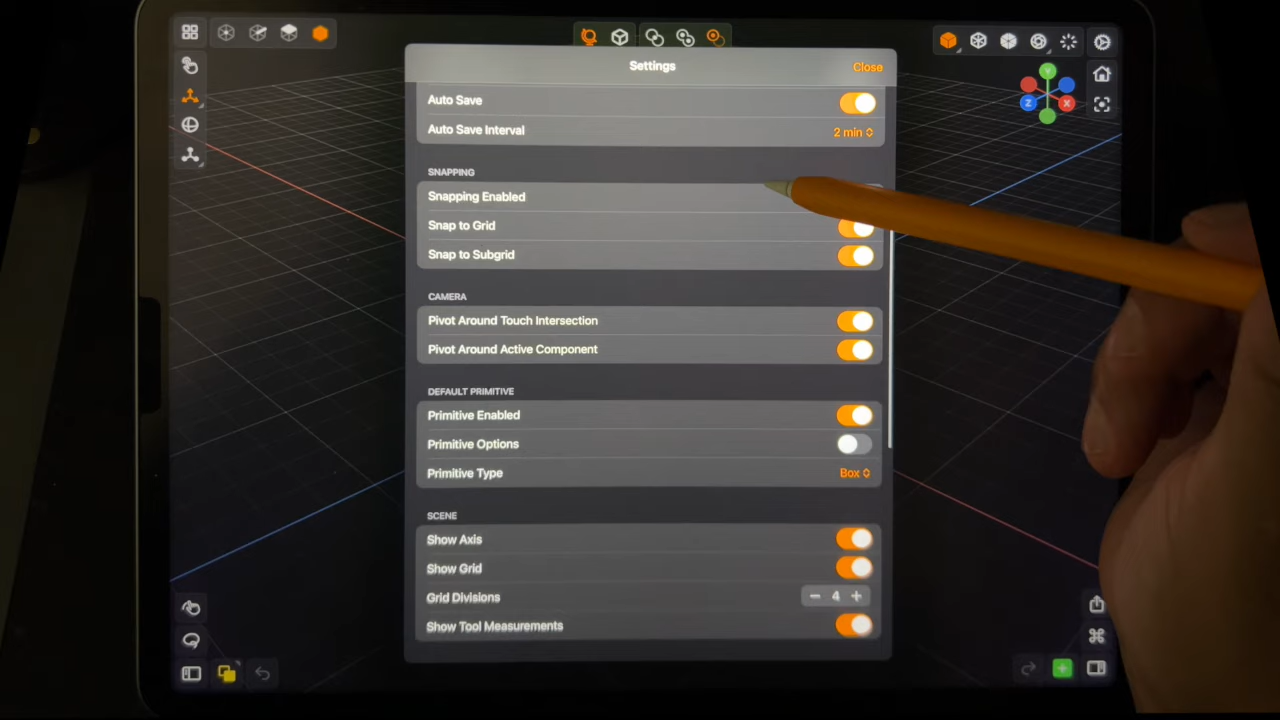 Settings
Close
Auto Save
Auto Save Interval
2 min
SNAPPING
Snapping Enabled
Snap to Grid
Snap to Subgrid
CAMERA
Pivot Around Touch Intersection
Pivot Around Active Component
DEFAULT PRIMITIVE
Primitive Enabled
Primitive Options
Primitive Type
Box
SCENE
Show Axis
Show Grid
Grid Divisions
4
Show Tool Measurements
Y
Z
X